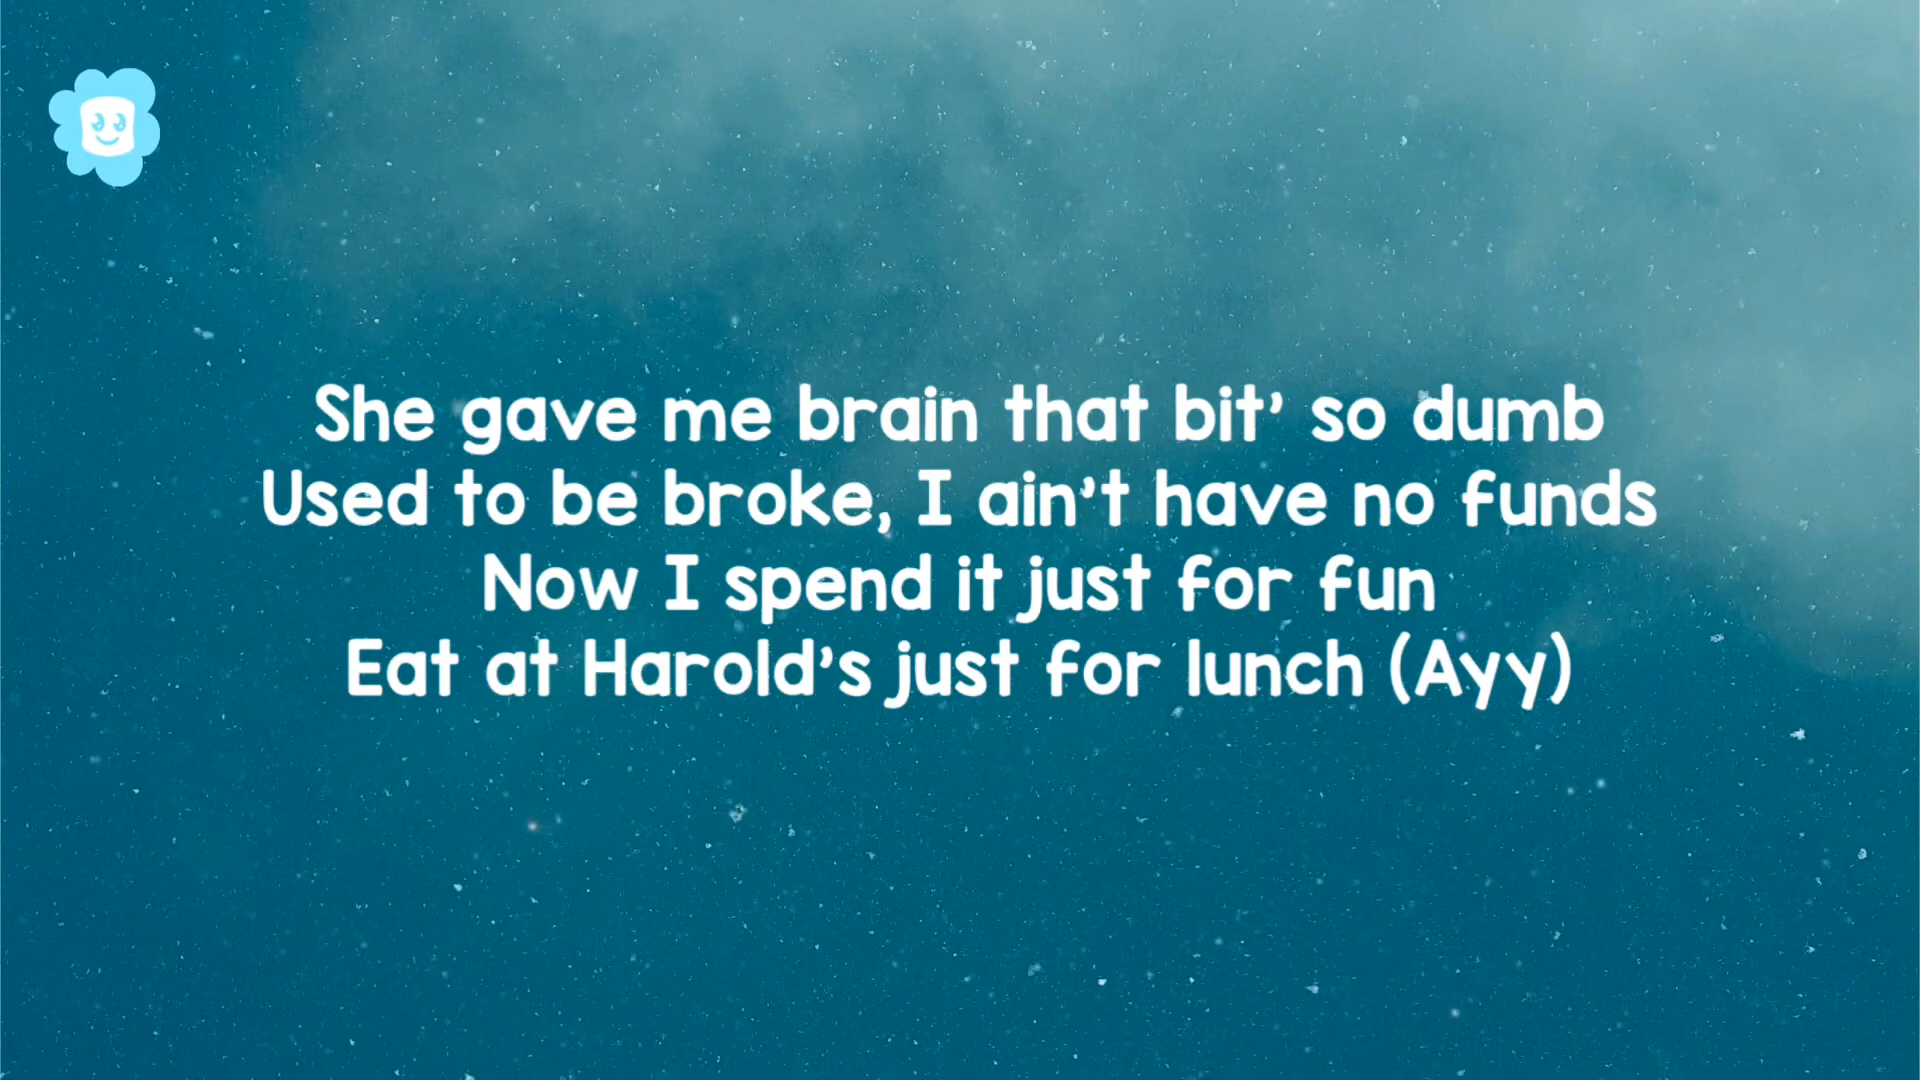 She gave me brain that bit' so dumb
Used to be broke, I ain't have no funds
Now I spend it just for fun
Eat at Harold's just for lunch (Ayy)